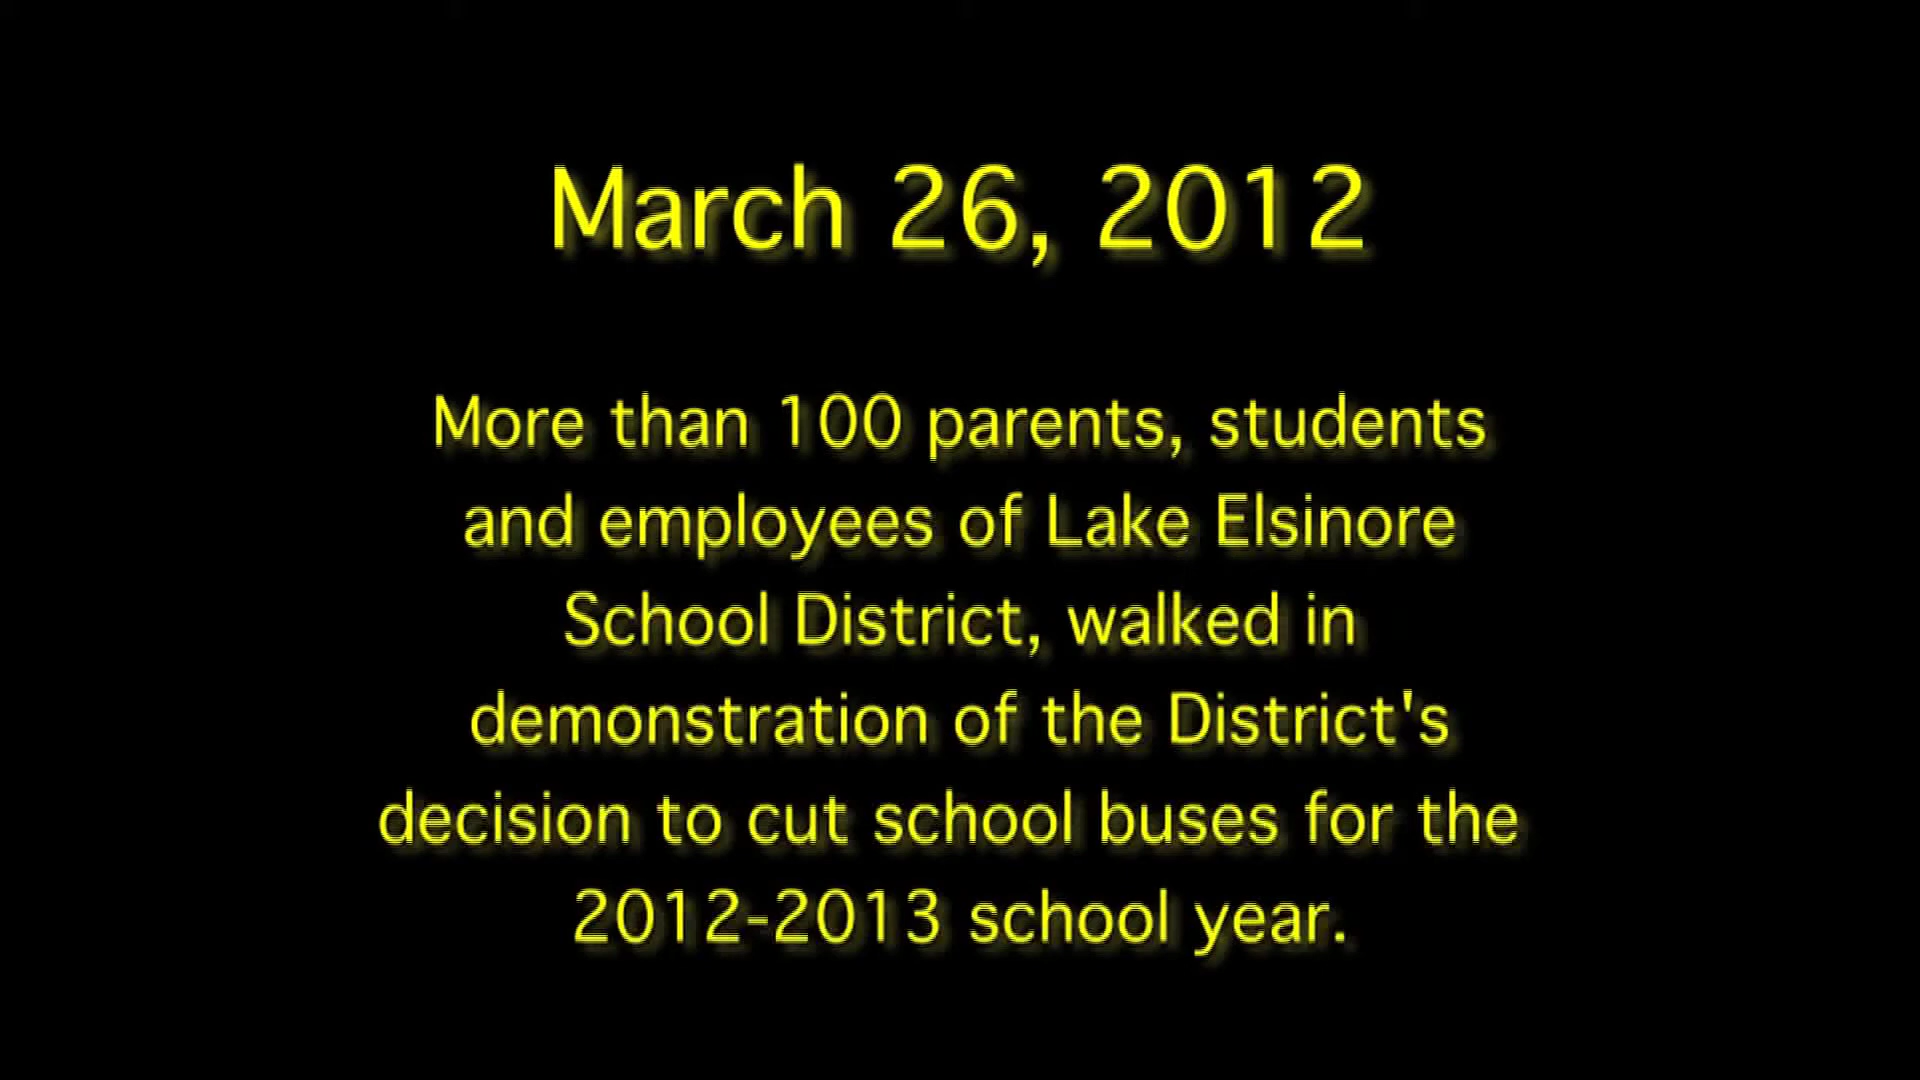 March 26, 2012
More than 100 parents, students
and employees of Lake Elsinore
School District, walked in
demonstration of the District's
decision to cut school buses for the
2012-2013 school year.